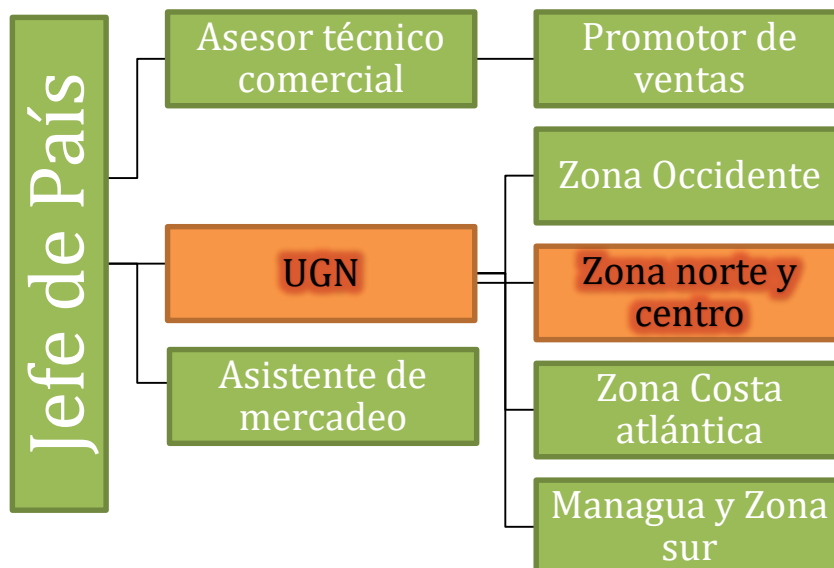 Jefe de País
Asesor técnico
comercial
Promotor de
ventas
UGN
Zona Occidente
Zona norte y
centro
Zona Costa
atlántica
Managua y Zona
sur
Asistente de
mercadeo